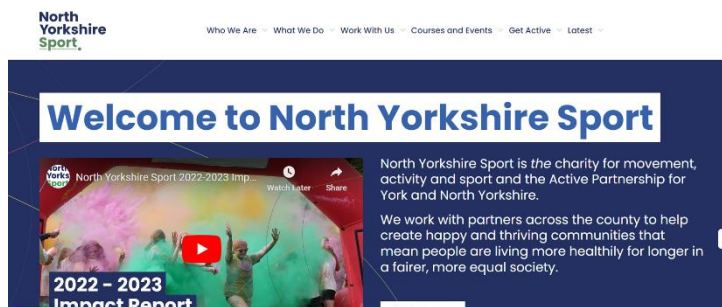 North
Yorkshire
Sport
Who We Are
What We Do
Work With Us
Courses and Events
Get Active
Latest
Welcome to North Yorkshire Sport
North
Yorks
Sport
North Yorkshire Sport 2022-2023 Imp...
Watch Later
Share
2022 - 2023
Impact Report
North Yorkshire Sport is the charity for movement,
activity and sport and the Active Partnership for
York and North Yorkshire.
We work with partners across the county to help
create happy and thriving communities that
mean people are living more healthily for longer in
a fairer, more equal society.